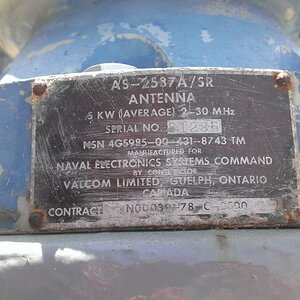 AS-2537A/SR
ANTENNA
5 KW (AVERAGE) 2-30 MHz
SERIAL NO.
NSN 4G5985-00-431-8743 TM
MANUFACTURED FOR
NAVAL ELECTRONICS SYSTEMS COMMAND
BY CONTRACTOR
VALCOM LIMITED, GUELPH, ONTARIO
CANADA
CONTRACT